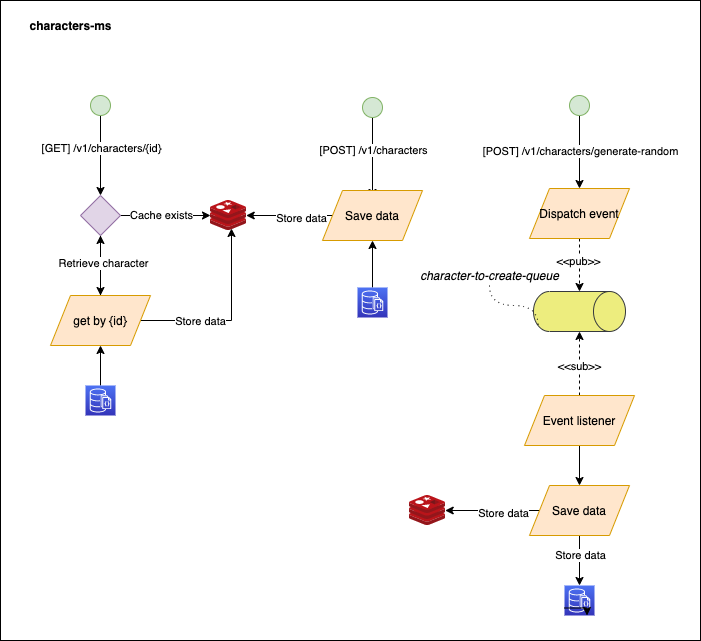 characters-ms
[GET] /v1/characters/{id}
[POST] /v1/characters
[POST] /v1/characters/generate-random
Cache exists
Store data
Save data
Dispatch event
Retrieve character
<<pub>>
character-to-create-queue
get by {id}
Store data
<<sub>>
Event listener
Store data
Save data
Store data